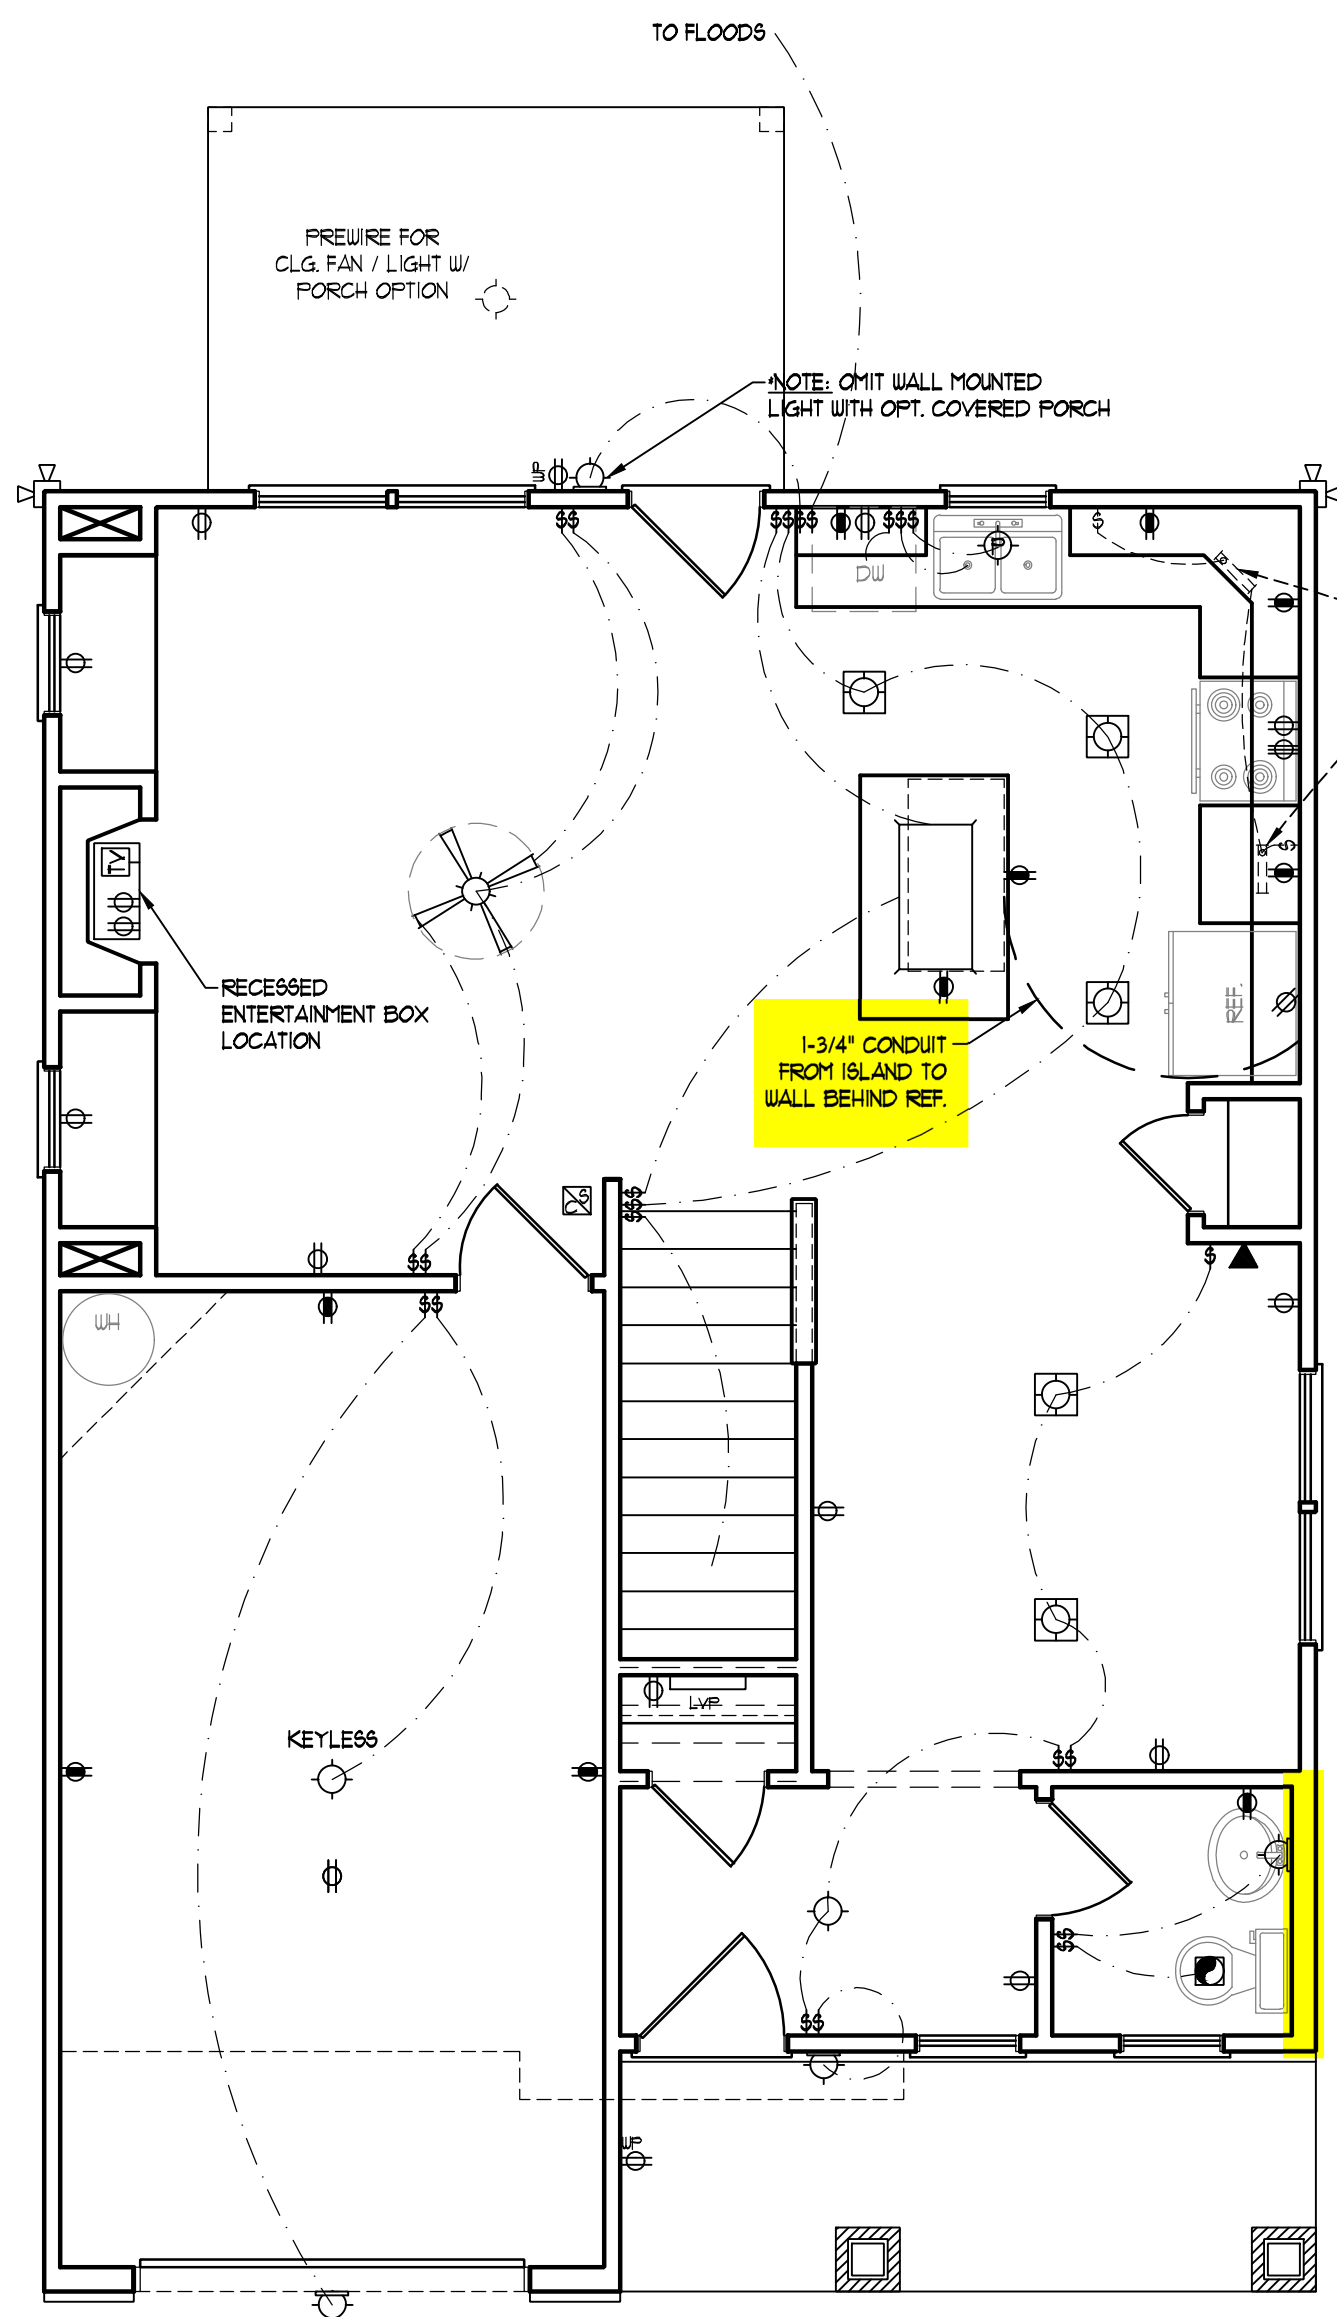 TO FLOODS
PREWIRE FOR
CLG. FAN / LIGHT W/
PORCH OPTION
*NOTE: OMIT WALL MOUNTED
LIGHT WITH OPT. COVERED PORCH
WP
$$
$$$$
$$$
$
DW
D
TV
$
RECESSED
ENTERTAINMENT BOX
LOCATION
REF.
1-3/4" CONDUIT
FROM ISLAND TO
WALL BEHIND REF.
C/S
$$$
$$
$
WH
$$
LVP
KEYLESS
$$
$$
$$
WP